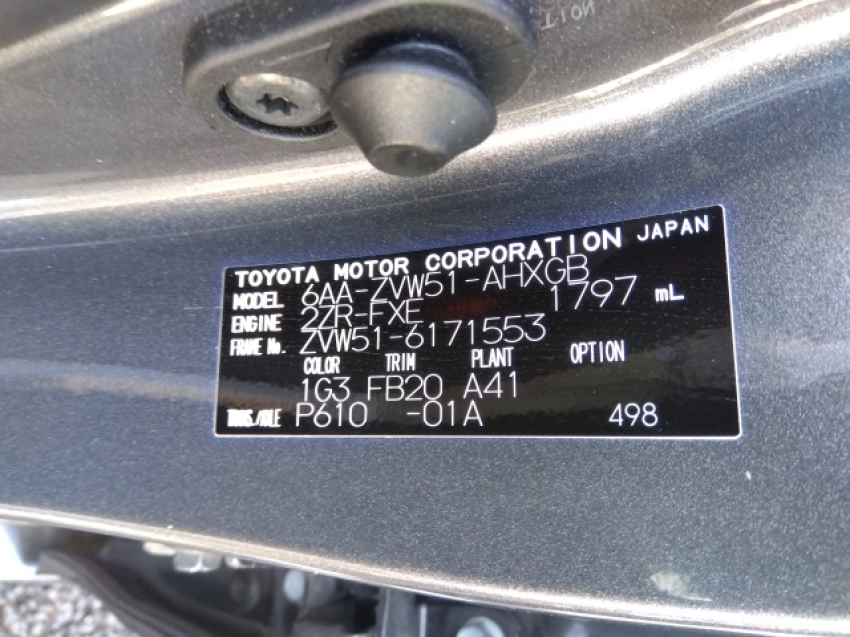 TION
TOYOTA MOTOR CORPORATION JAPAN
MODEL 6AA-ZVW51-AHXGB
ENGINE 2ZR-FXE 1797 mL
FRAME No. ZVW51-6171553
COLOR TRIM PLANT OPTION
1G3 FB20 A41
TRANS./AXLE P610 -01A 498